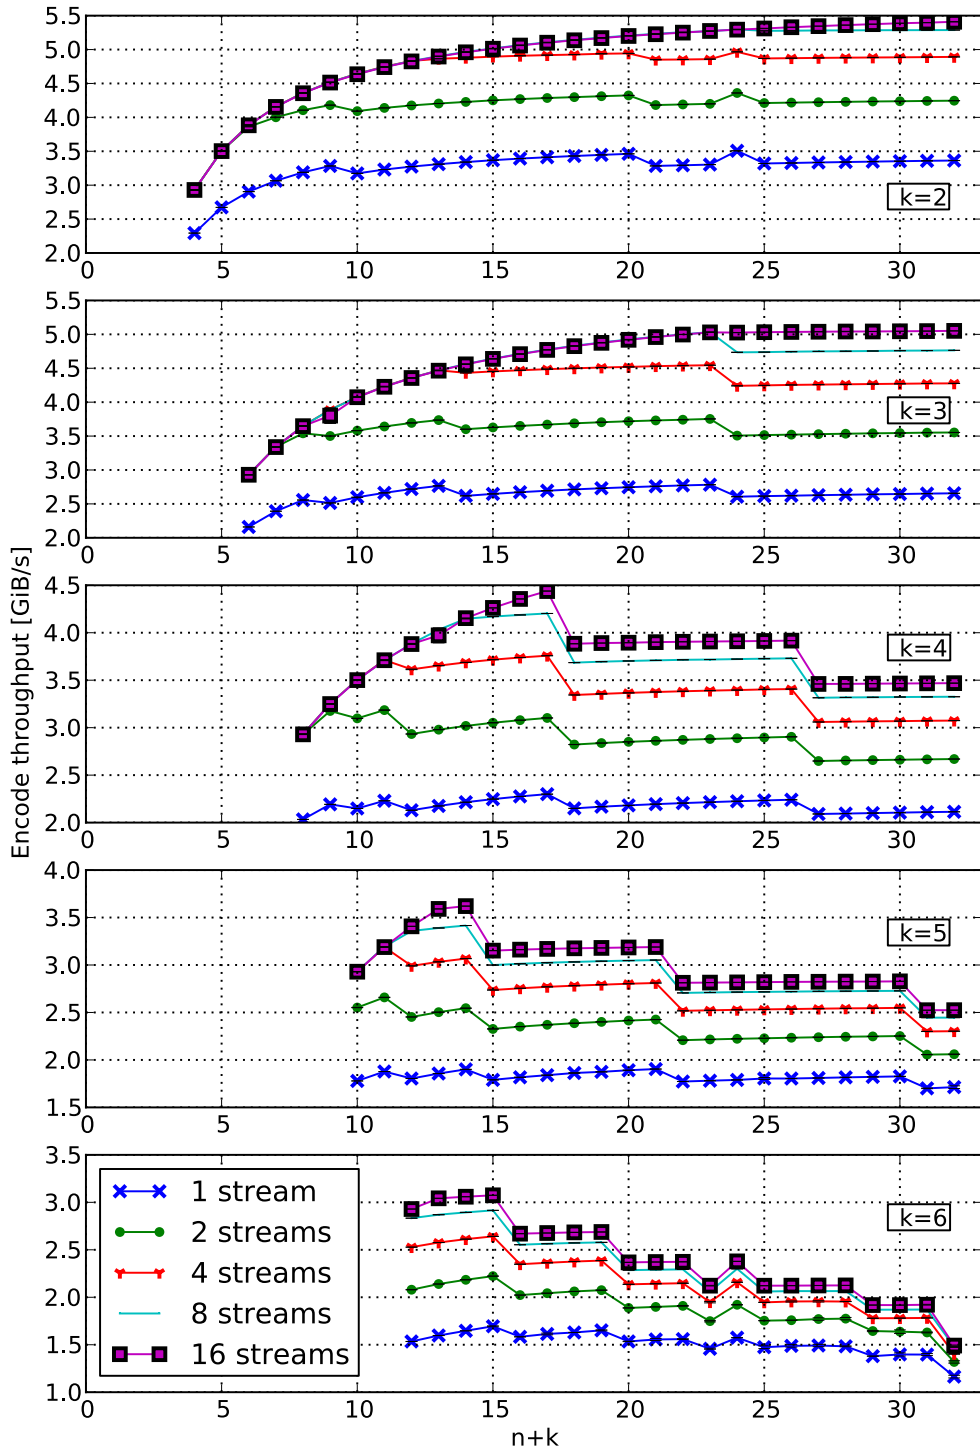 5.5
5.0
4.5
4.0
3.5
3.0
2.5
2.0
k=2
0 5 10 15 20 25 30
5.5
5.0
4.5
4.0
3.5
3.0
2.5
2.0
k=3
0 5 10 15 20 25 30
Encode throughput [GiB/s]
4.5
4.0
3.5
3.0
2.5
2.0
k=4
0 5 10 15 20 25 30
4.0
3.5
3.0
2.5
2.0
1.5
k=5
0 5 10 15 20 25 30
3.5
3.0
2.5
2.0
1.5
1.0
1 stream
2 streams
4 streams
8 streams
16 streams
k=6
0 5 10 15 20 25 30
n+k